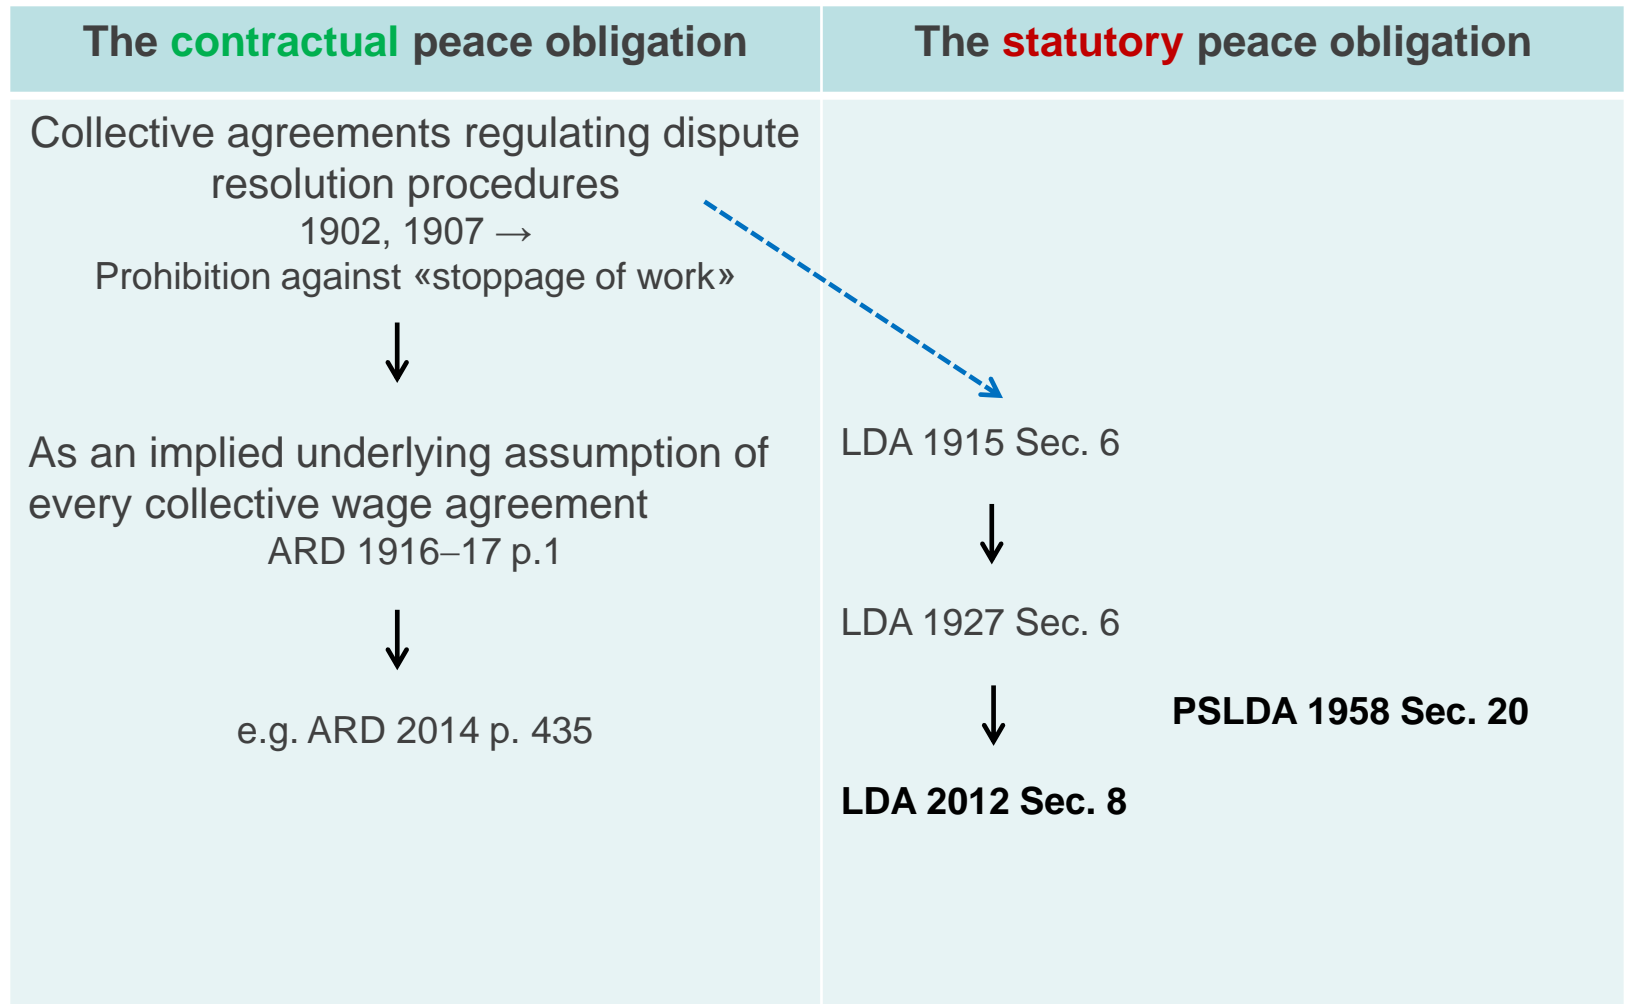 The contractual peace obligation
Collective agreements regulating dispute
resolution procedures
1902, 1907 →
Prohibition against «stoppage of work»
As an implied underlying assumption of
every collective wage agreement
ARD 1916–17 p.1
e.g. ARD 2014 p. 435
The statutory peace obligation
LDA 1915 Sec. 6
LDA 1927 Sec. 6
PSLDA 1958 Sec. 20
LDA 2012 Sec. 8